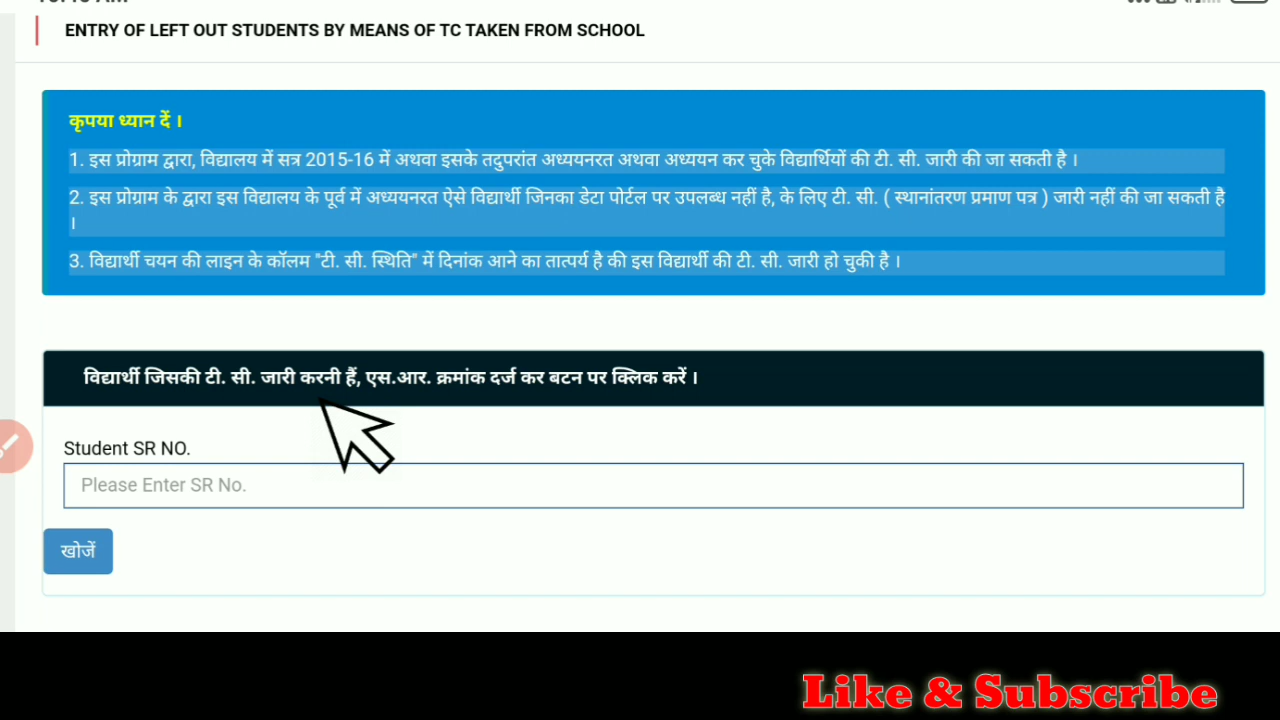 ENTRY OF LEFT OUT STUDENTS BY MEANS OF TC TAKEN FROM SCHOOL
कृपया ध्यान दें ।
1. इस प्रोग्राम द्वारा, विद्यालय में सत्र 2015-16 में अथवा इसके तदुपरांत अध्ययनरत अथवा अध्ययन कर चुके विद्यार्थियों की टी. सी. जारी की जा सकती है ।
2. इस प्रोग्राम के द्वारा इस विद्यालय के पूर्व में अध्ययनरत ऐसे विद्यार्थी जिनका डेटा पोर्टल पर उपलब्ध नहीं है, के लिए टी. सी. ( स्थानांतरण प्रमाण पत्र ) जारी नहीं की जा सकती है
।
3. विद्यार्थी चयन की लाइन के कॉलम "टी. सी. स्थिति" में दिनांक आने का तात्पर्य है की इस विद्यार्थी की टी. सी. जारी हो चुकी है ।
विद्यार्थी जिसकी टी. सी. जारी करनी हैं, एस.आर. क्रमांक दर्ज कर बटन पर क्लिक करें ।
Student SR NO.
Please Enter SR No.
खोजें
Like & Subscribe